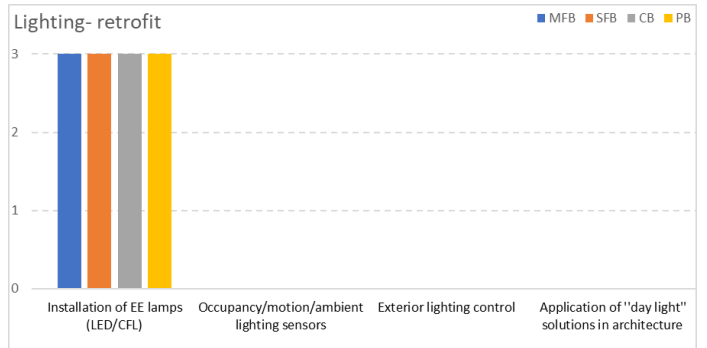 Lighting- retrofit
MFB SFB CB PB
3
2
1
0
Installation of EE lamps
(LED/CFL)
Occupancy/motion/ambient
lighting sensors
Exterior lighting control
Application of ''day light"
solutions in architecture